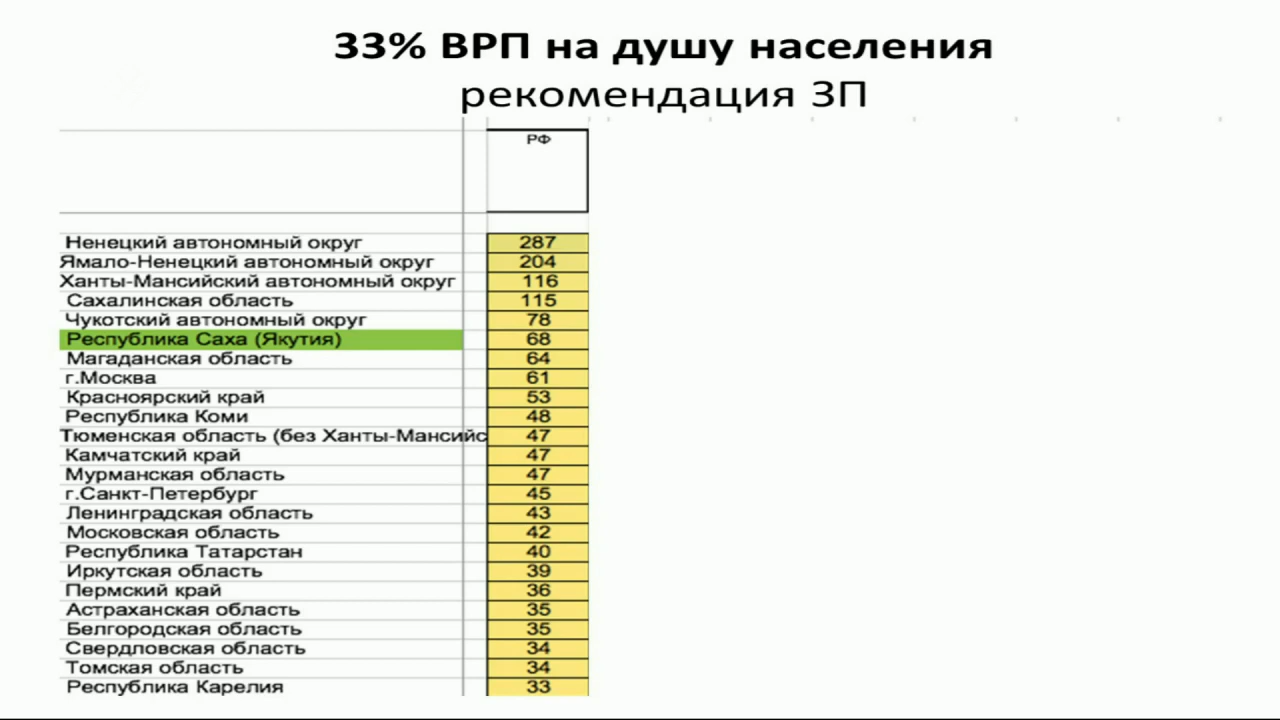 33% ВРП на душу населения
рекомендация ЗП
РФ
Ненецкий автономный округ 287
Ямало-Ненецкий автономный округ 204
Ханты-Мансийский автономный округ 116
Сахалинская область 115
Чукотский автономный округ 78
Республика Саха (Якутия) 68
Магаданская область 64
г.Москва 61
Красноярский край 53
Республика Коми 48
Тюменская область (без Ханты-Мансийс 47
Камчатский край 47
Мурманская область 47
г.Санкт-Петербург 45
Ленинградская область 43
Московская область 42
Республика Татарстан 40
Иркутская область 39
Пермский край 36
Астраханская область 35
Белгородская область 35
Свердловская область 34
Томская область 34
Республика Карелия 33